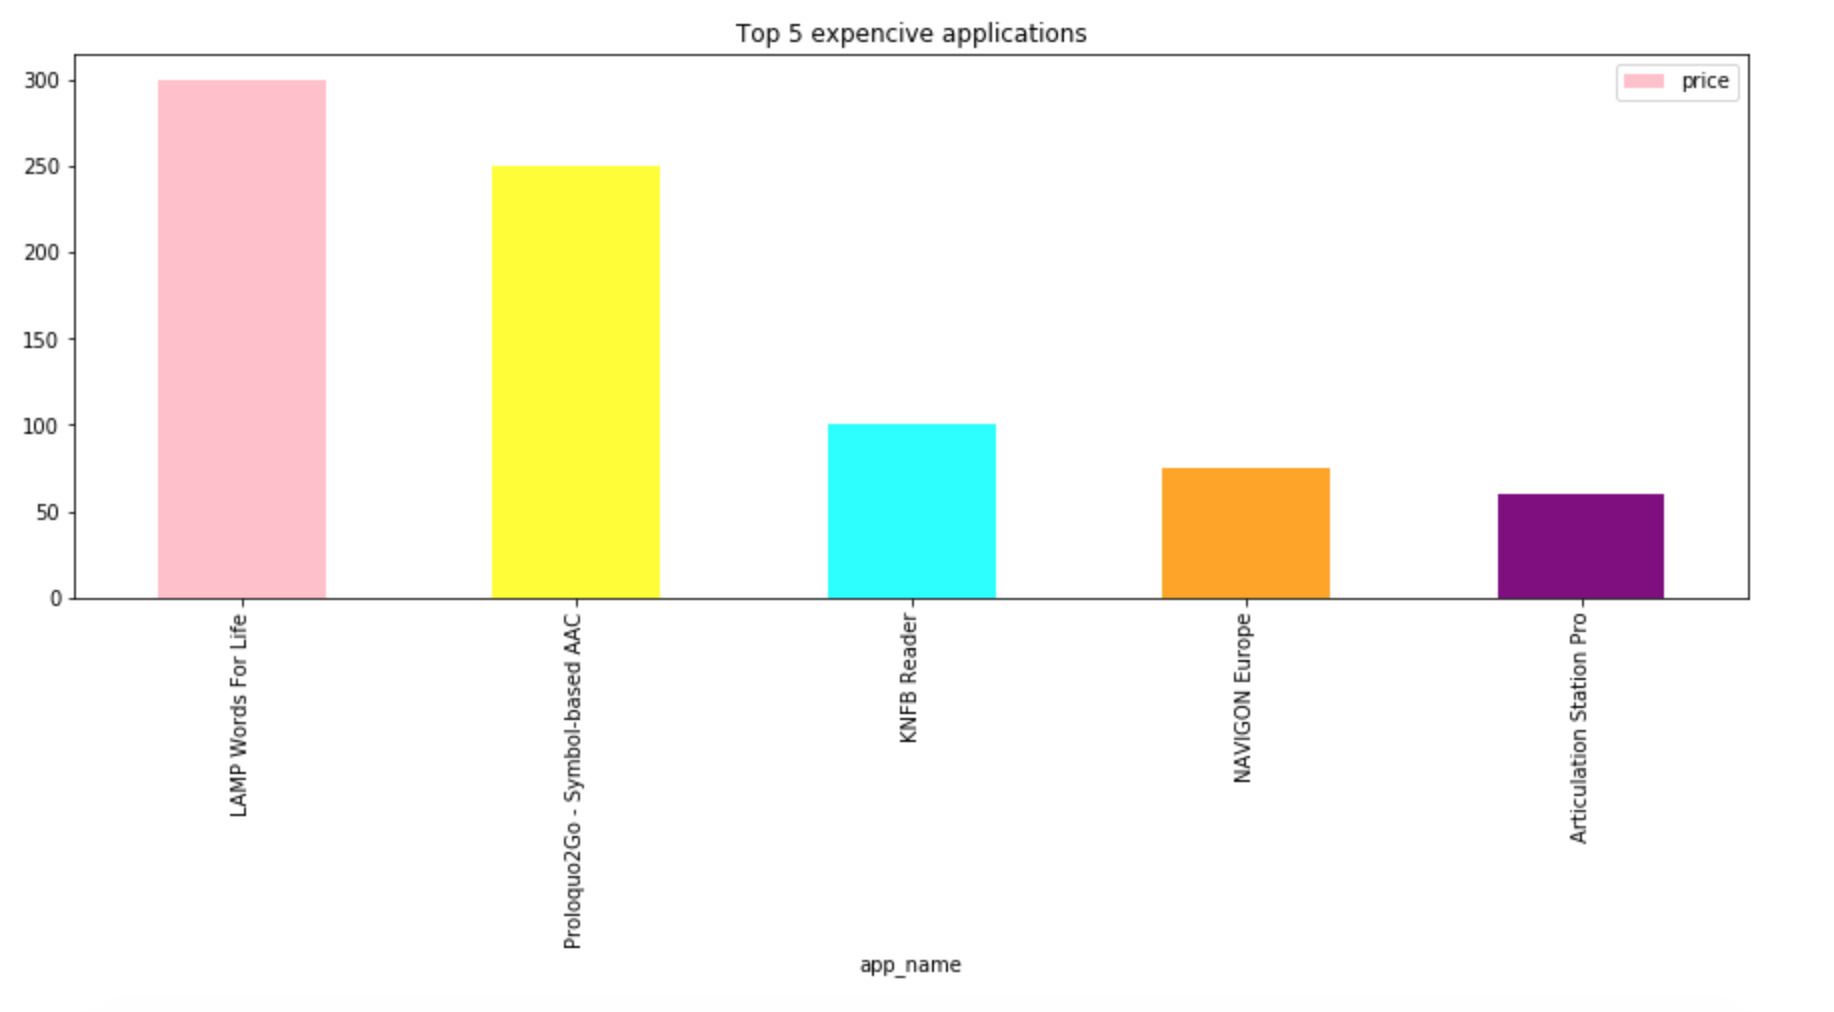 Top 5 expencive applications
price
300
250
200
150
100
50
0
LAMP Words For Life
Proloquo2Go - Symbol-based AAC
KNFB Reader
NAVIGON Europe
Articulation Station Pro
app_name